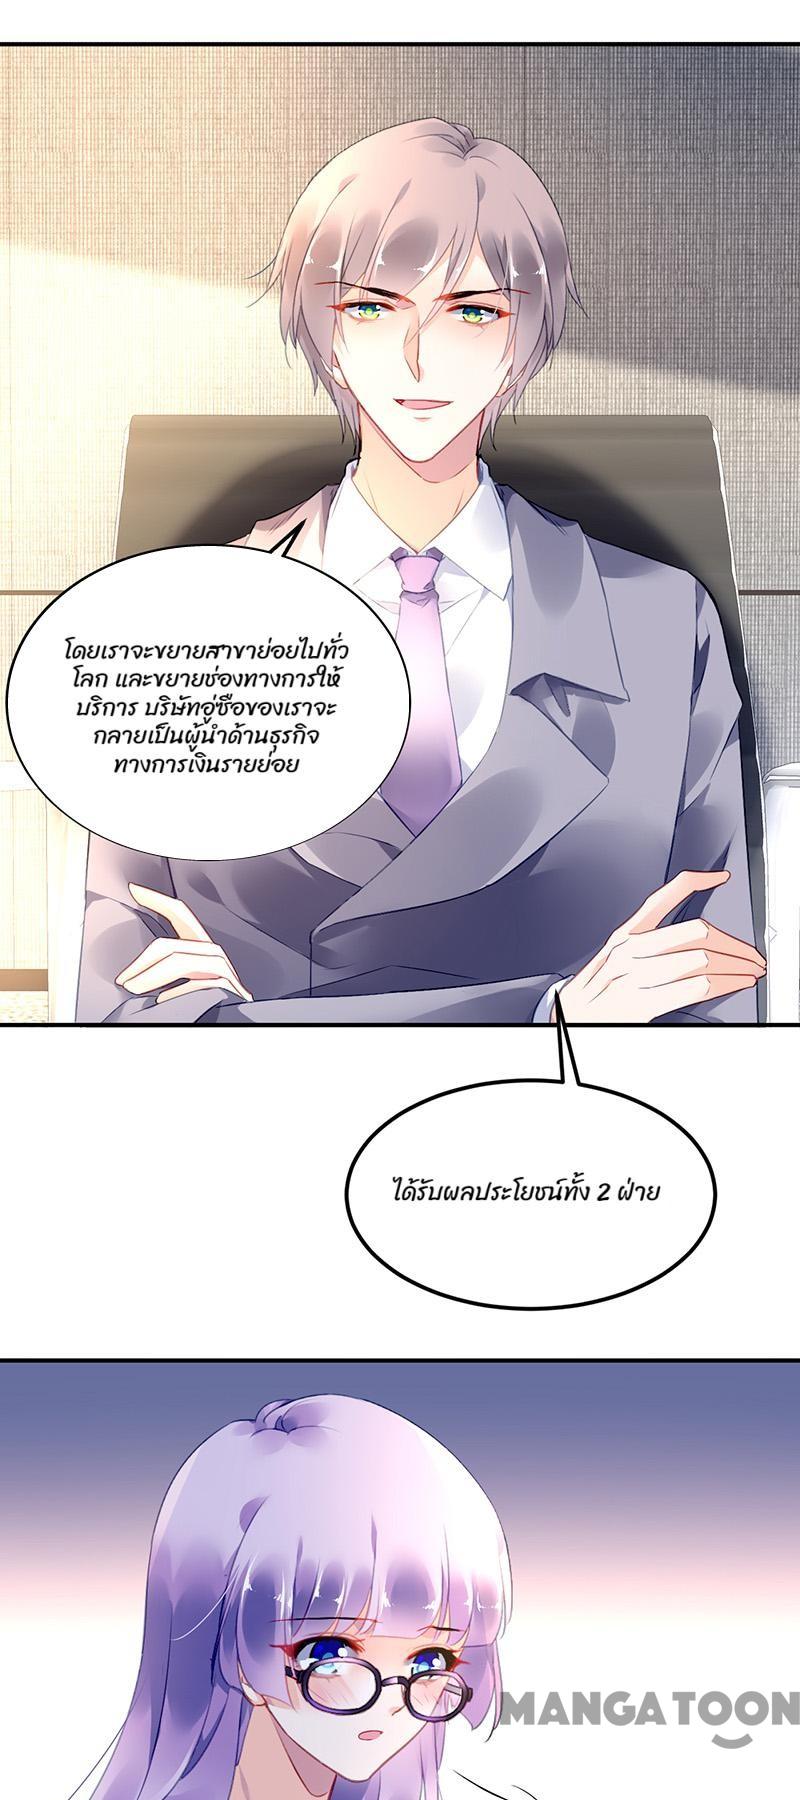 โดยเราจะขยายสาขาย่อยไปทั่ว
โลก และขยายช่องทางการให้
บริการ บริษัทอู่ซือของเราจะ
กลายเป็นผู้นำด้านธุรกิจ
ทางการเงินรายย่อย
ได้รับผลประโยชน์ทั้ง 2 ฝ่าย
MANGATOON